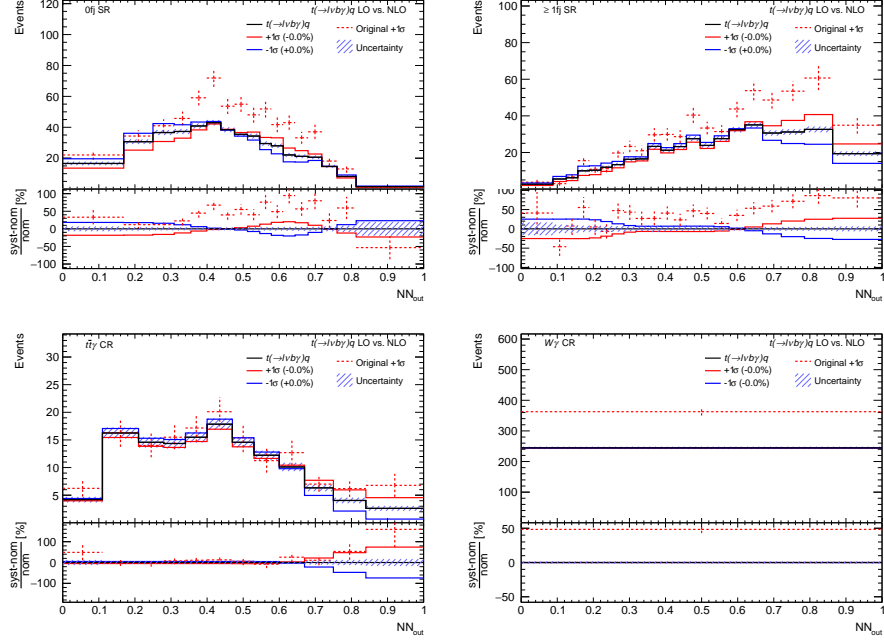 Events
120
100
80
60
40
20
0fj SR
t(→lνbγ)q LO vs. NLO
t(→lνbγ)q
+1σ (-0.0%)
-1σ (+0.0%)
Original +1σ
Uncertainty
syst-nom
nom
[%]
100
50
0
−50
−100
0 0.1 0.2 0.3 0.4 0.5 0.6 0.7 0.8 0.9 1
NNout
Events
100
80
60
40
20
≥ 1fj SR
t(→lνbγ)q LO vs. NLO
t(→lνbγ)q
+1σ (-0.0%)
-1σ (+0.0%)
Original +1σ
Uncertainty
syst-nom
nom
[%]
100
50
0
−50
−100
0 0.1 0.2 0.3 0.4 0.5 0.6 0.7 0.8 0.9 1
NNout
Events
30
25
20
15
10
5
tt̄γ CR
t(→lνbγ)q LO vs. NLO
t(→lνbγ)q
+1σ (-0.0%)
-1σ (+0.0%)
Original +1σ
Uncertainty
syst-nom
nom
[%]
100
0
−100
0 0.1 0.2 0.3 0.4 0.5 0.6 0.7 0.8 0.9 1
NNout
Events
600
500
400
300
200
100
Wγ CR
t(→lνbγ)q LO vs. NLO
t(→lνbγ)q
+1σ (-0.0%)
-1σ (-0.0%)
Original +1σ
Uncertainty
syst-nom
nom
[%]
50
0
−50
0 0.1 0.2 0.3 0.4 0.5 0.6 0.7 0.8 0.9 1
NNout